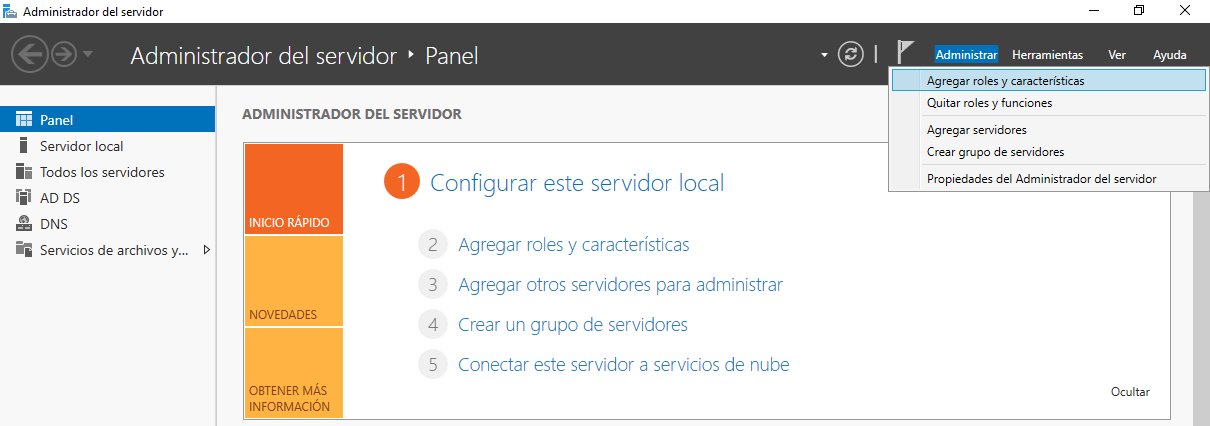 Administrador del servidor
Administrador del servidor ‣ Panel
Administrar Herramientas Ver Ayuda
Agregar roles y características
Quitar roles y funciones
Agregar servidores
Crear grupo de servidores
Propiedades del Administrador del servidor
Panel
Servidor local
Todos los servidores
AD DS
DNS
Servicios de archivos y...
ADMINISTRADOR DEL SERVIDOR
INICIO RÁPIDO
NOVEDADES
OBTENER MÁS
INFORMACIÓN
1 Configurar este servidor local
2 Agregar roles y características
3 Agregar otros servidores para administrar
4 Crear un grupo de servidores
5 Conectar este servidor a servicios de nube
Ocultar